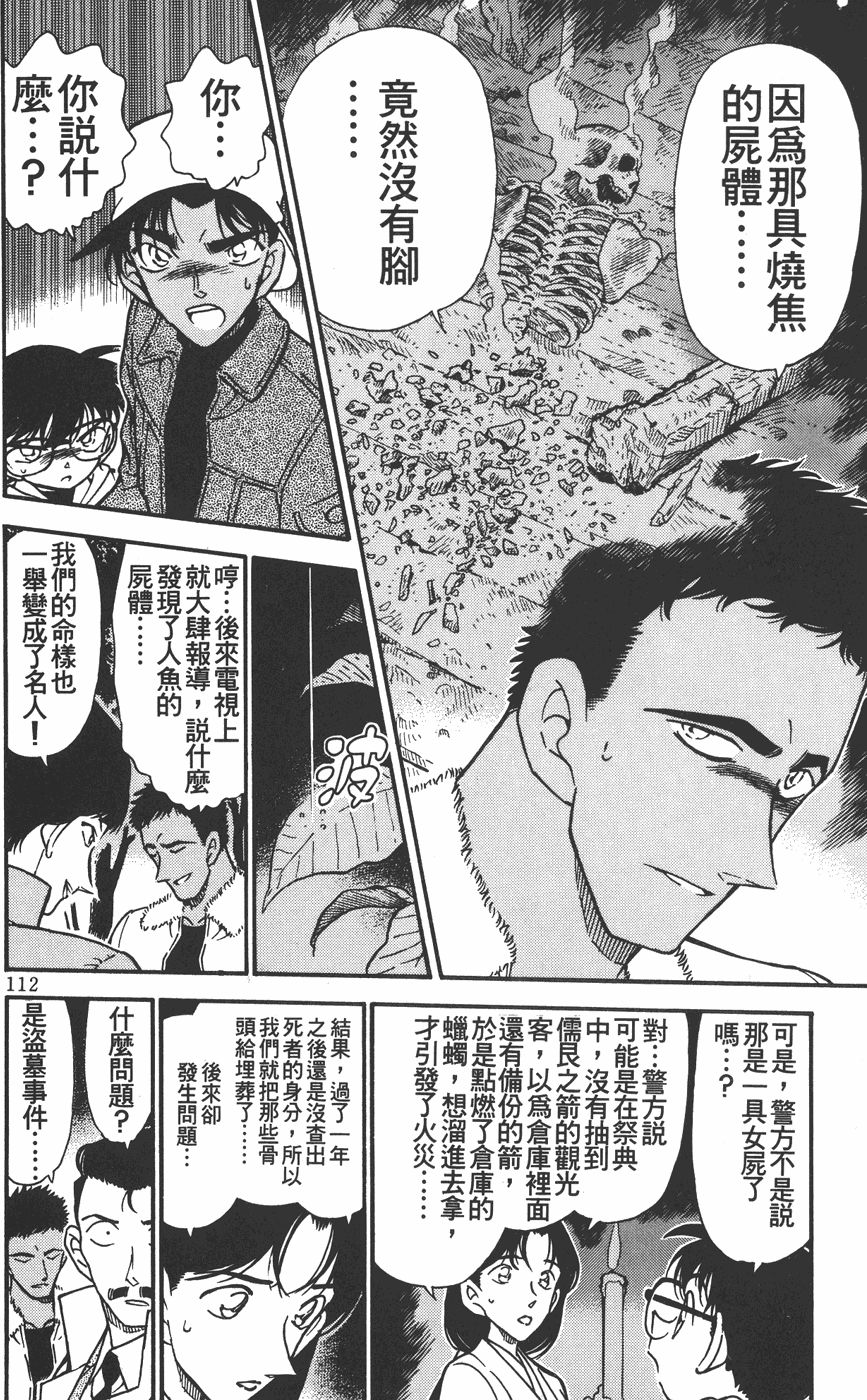 因為那具燒焦
的屍體……
竟然沒有腳
……
你…
你說什
麼…？
波
哼…後來電視上
就大肆報導，說什麼
發現了人魚的
屍體……
我們的命樣也
一舉變成了名人！
112
可是，警方不是說
那是一具女屍了
嗎…？
對…警方說
可能是在祭典
中，沒有抽到
儒艮之箭的觀光
客，以為倉庫裡面
還有備份的箭，
於是點燃了倉庫的
蠟蠋，想溜進去拿，
才引發了火災……
結果，過了一年
之後還是沒查出
死者的身分，所以
我們就把那些骨
頭給埋葬了……
後來卻
發生問題…
什麼問題？
是盜墓事件……